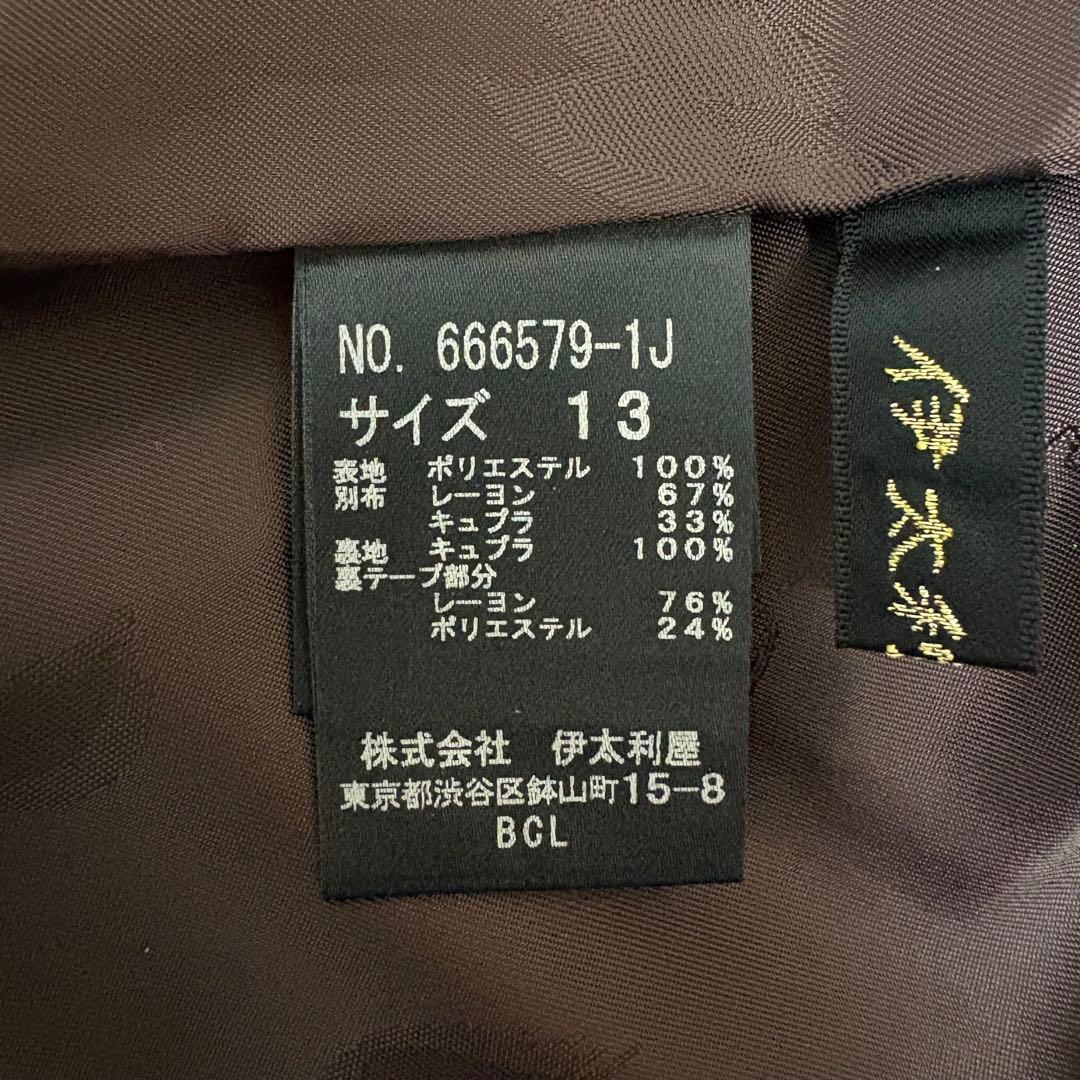 NO. 666579-1J
サイズ 13
表地 ポリエステル 100%
別布 レーヨン 67%
キュプラ 33%
裏地 キュプラ 100%
裏テープ部分
レーヨン 76%
ポリエステル 24%
株式会社 伊太利屋
東京都渋谷区鉢山町15-8
BCL
伊太利